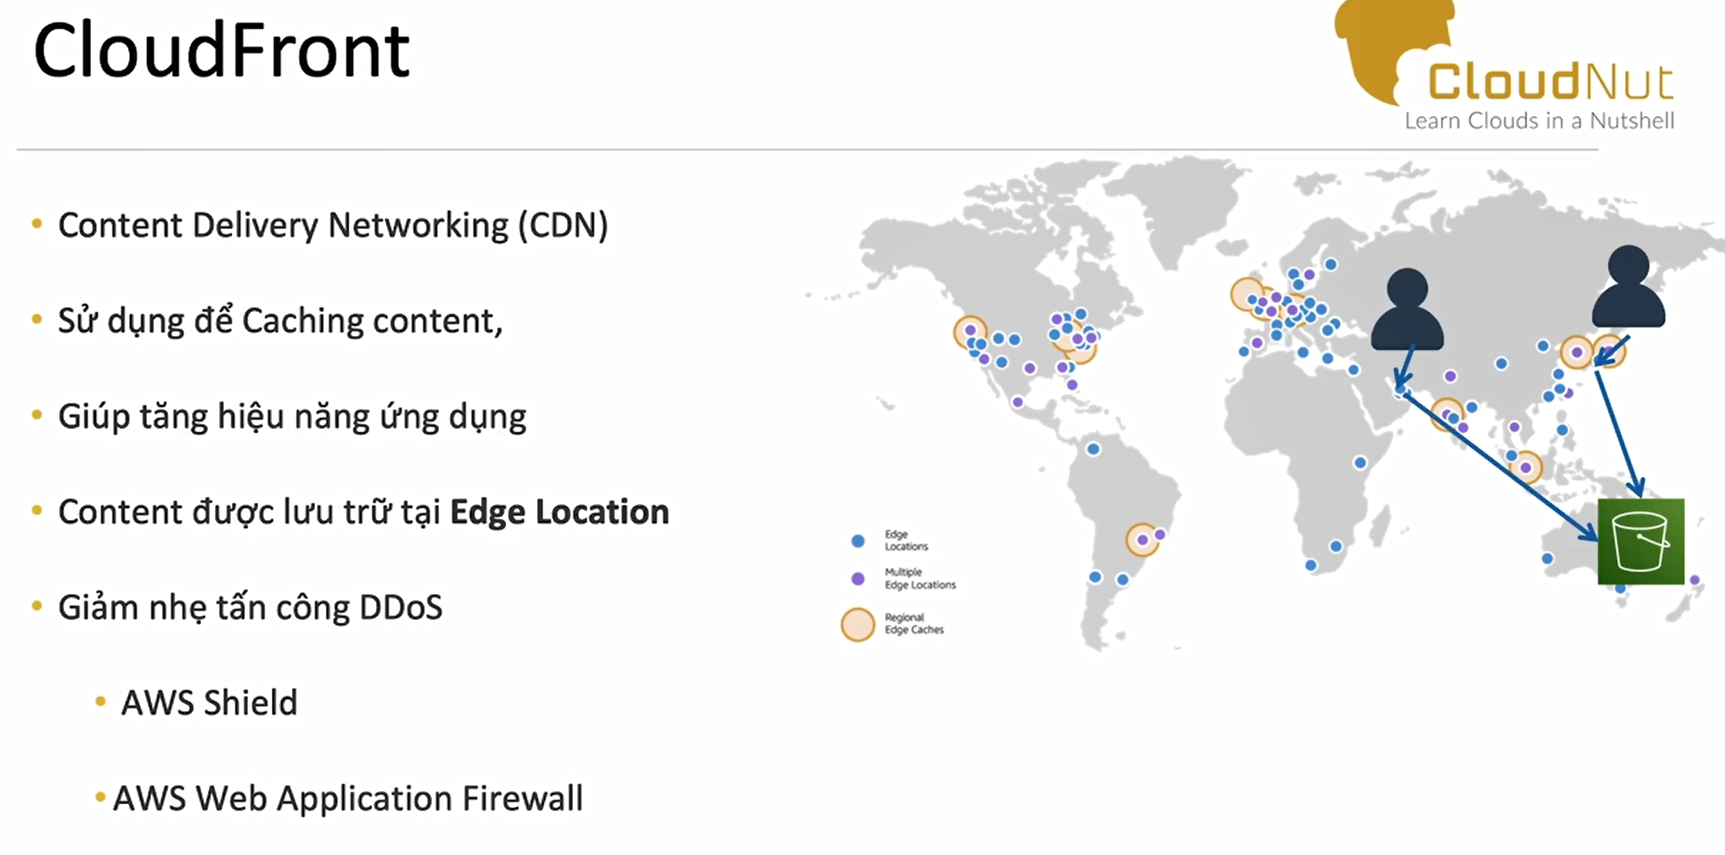 CloudFront
CloudNut
Learn Clouds in a Nutshell
• Content Delivery Networking (CDN)
• Sử dụng để Caching content,
• Giúp tăng hiệu năng ứng dụng
• Content được lưu trữ tại Edge Location
• Giảm nhẹ tấn công DDoS
• AWS Shield
• AWS Web Application Firewall
Edge
Locations
Multiple
Edge Locations
Regional
Edge Caches